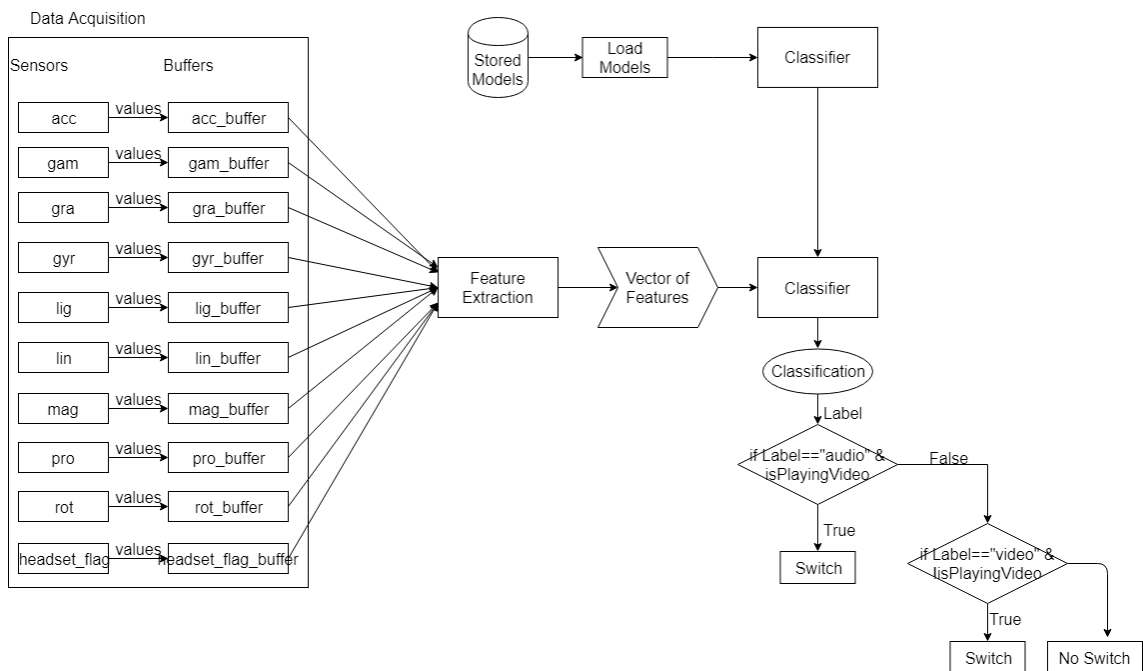 Data Acquisition
Sensors
Buffers
acc
values
acc_buffer
gam
values
gam_buffer
gra
values
gra_buffer
gyr
values
gyr_buffer
lig
values
lig_buffer
lin
values
lin_buffer
mag
values
mag_buffer
pro
values
pro_buffer
rot
values
rot_buffer
headset_flag
values
headset_flag_buffer
Feature
Extraction
Vector of
Features
Stored
Models
Load
Models
Classifier
Classifier
Classification
Label
if Label=="audio" &
isPlayingVideo
False
True
Switch
if Label=="video" &
!isPlayingVideo
True
Switch
No Switch